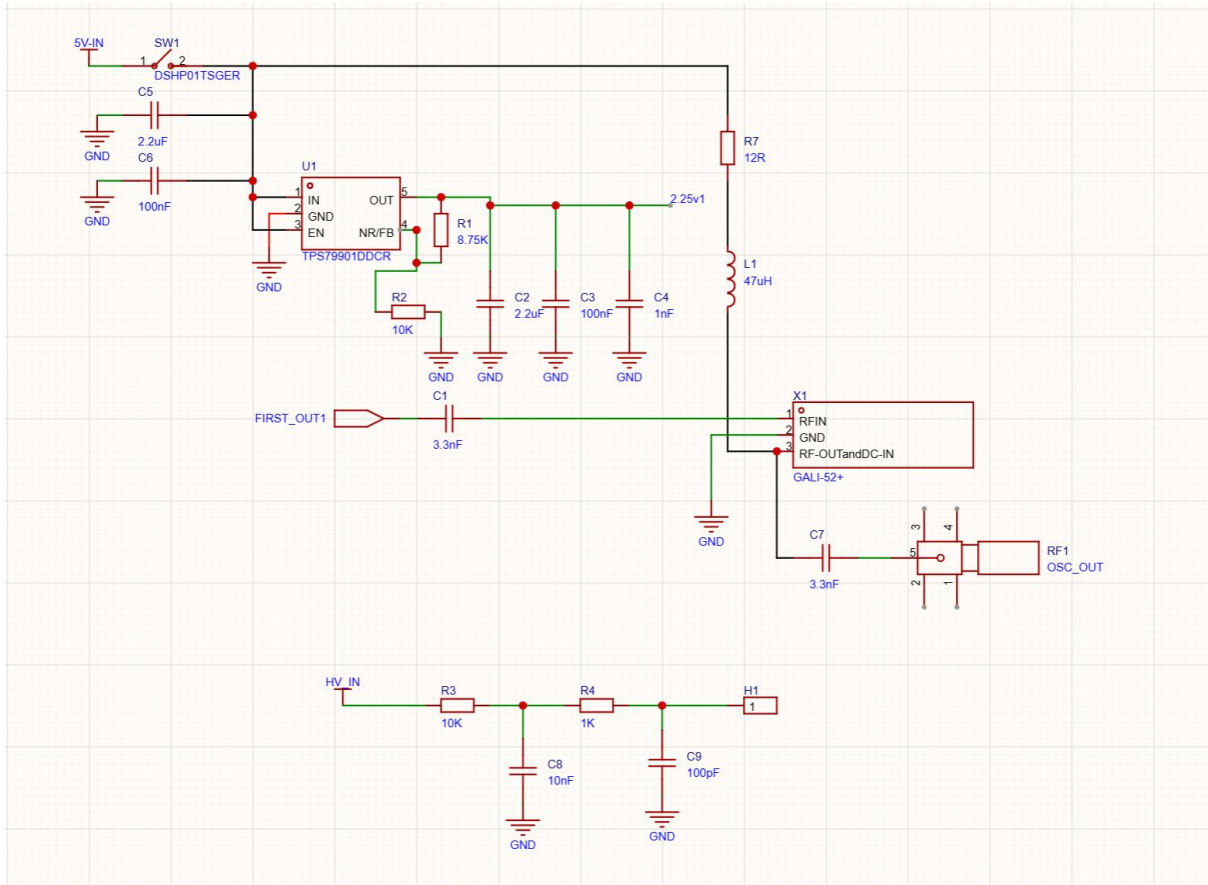 5V-IN
SW1
1
2
DSHP01TSGER
C5
2.2uF
GND
C6
100nF
GND
U1
1
IN
2
GND
3
EN
OUT
5
NR/FB
4
TPS79901DDCR
GND
R1
8.75K
R2
10K
GND
2.25v1
C2
2.2uF
GND
C3
100nF
GND
C4
1nF
GND
R7
12R
L1
47uH
FIRST_OUT1
C1
3.3nF
X1
1
RFIN
2
GND
3
RF-OUTandDC-IN
GALI-52+
GND
C7
3.3nF
3
4
5
2
1
RF1
OSC_OUT
HV_IN
R3
10K
R4
1K
H1
1
C8
10nF
GND
C9
100pF
GND